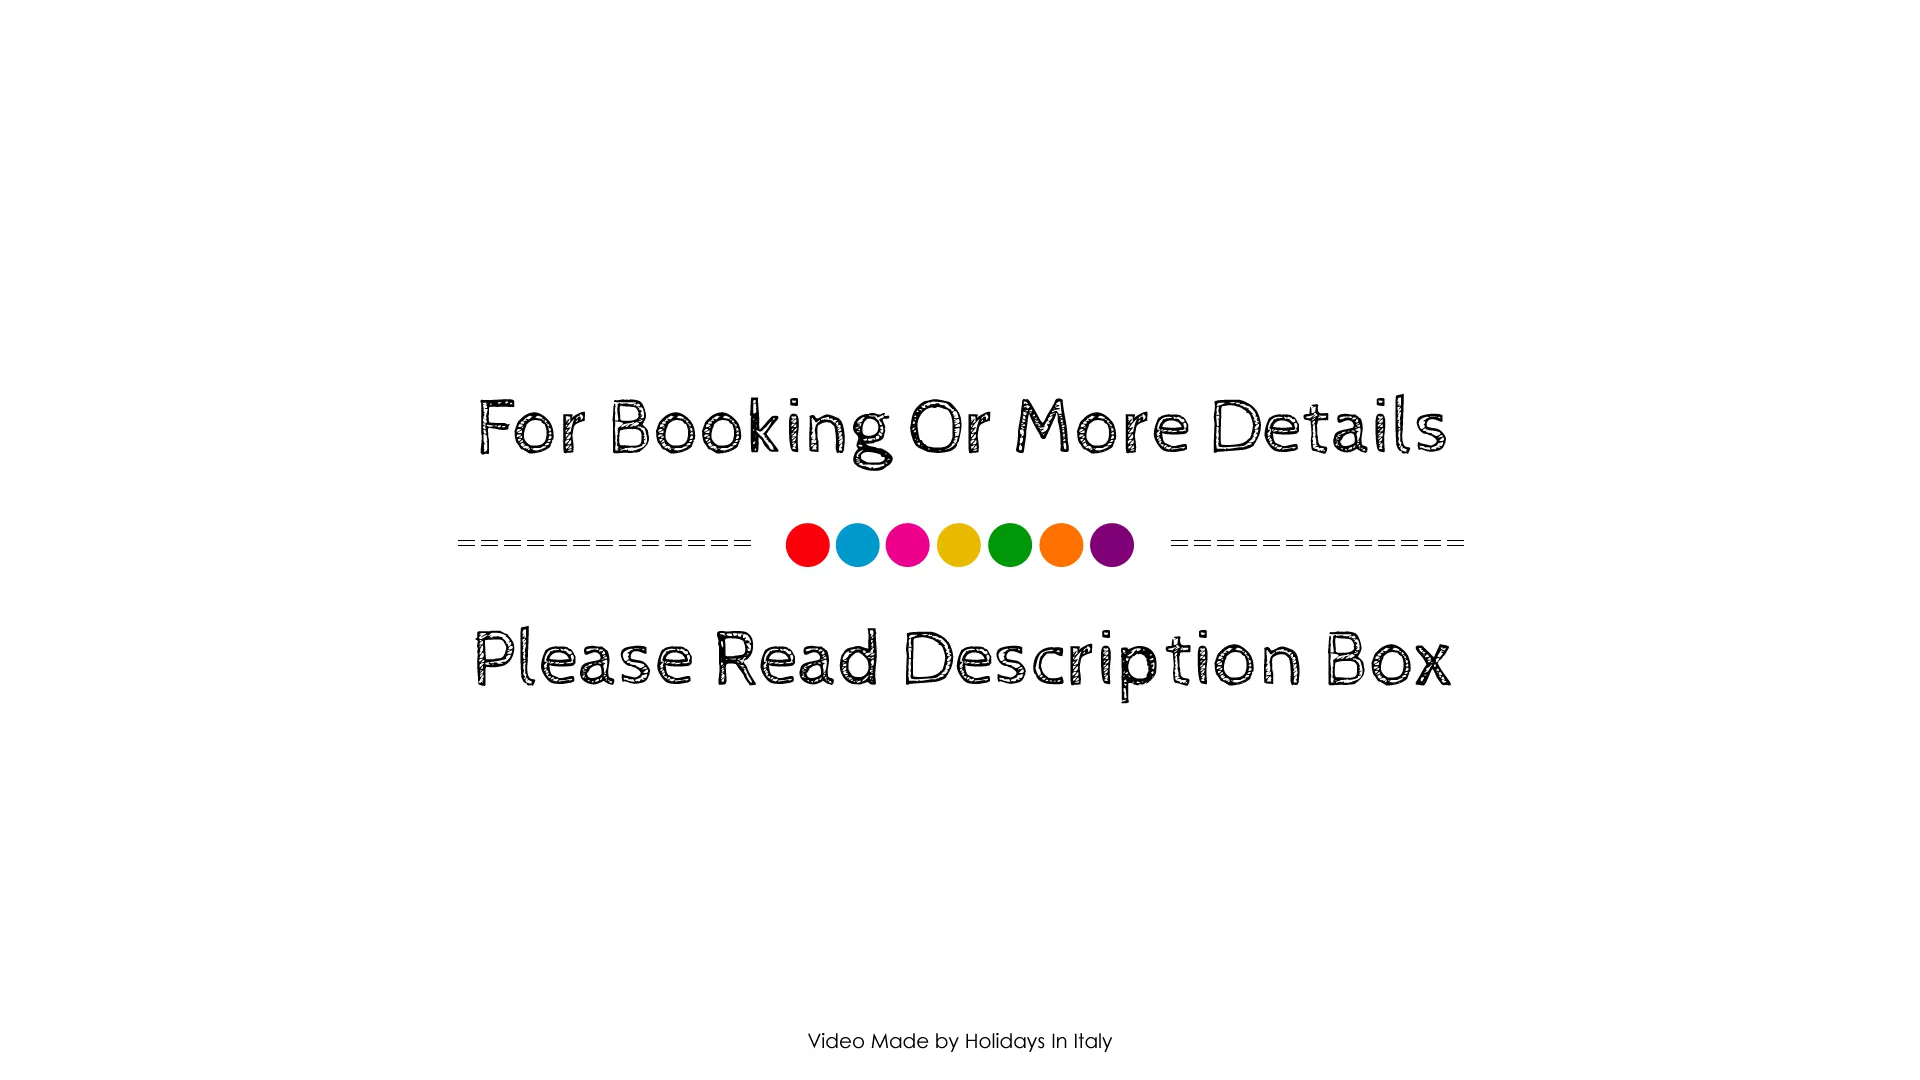 For Booking Or More Details
============= =============
Please Read Description Box
Video Made by Holidays In Italy